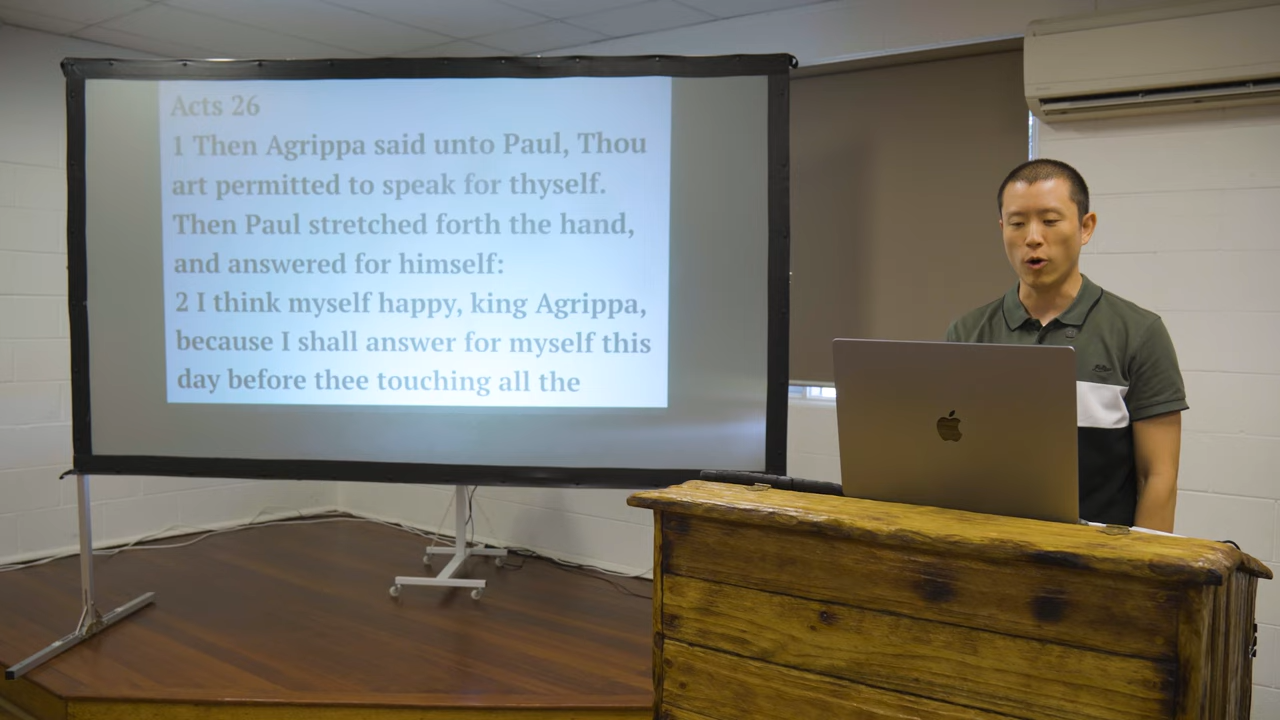 Acts 26
1 Then Agrippa said unto Paul, Thou
art permitted to speak for thyself.
Then Paul stretched forth the hand,
and answered for himself:
2 I think myself happy, king Agrippa,
because I shall answer for myself this
day before thee touching all the